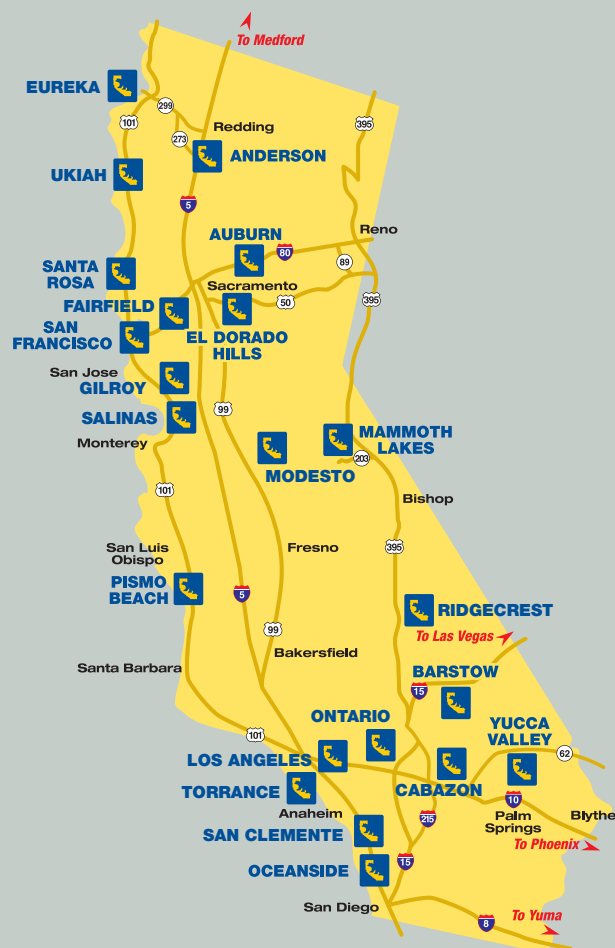 To Medford
EUREKA
299
101
273
Redding
395
ANDERSON
UKIAH
5
AUBURN
Reno
80
89
SANTA
ROSA
Sacramento
50
395
FAIRFIELD
SAN
FRANCISCO
EL DORADO
HILLS
San Jose
GILROY
99
SALINAS
MAMMOTH
LAKES
Monterey
203
MODESTO
101
Bishop
San Luis
Obispo
Fresno
395
PISMO
BEACH
5
RIDGECREST
99
To Las Vegas
Bakersfield
Santa Barbara
BARSTOW
15
ONTARIO
YUCCA
VALLEY
101
62
LOS ANGELES
TORRANCE
CABAZON
10
Anaheim
215
Palm
Springs
Blythe
SAN CLEMENTE
To Phoenix
15
OCEANSIDE
San Diego
To Yuma
8